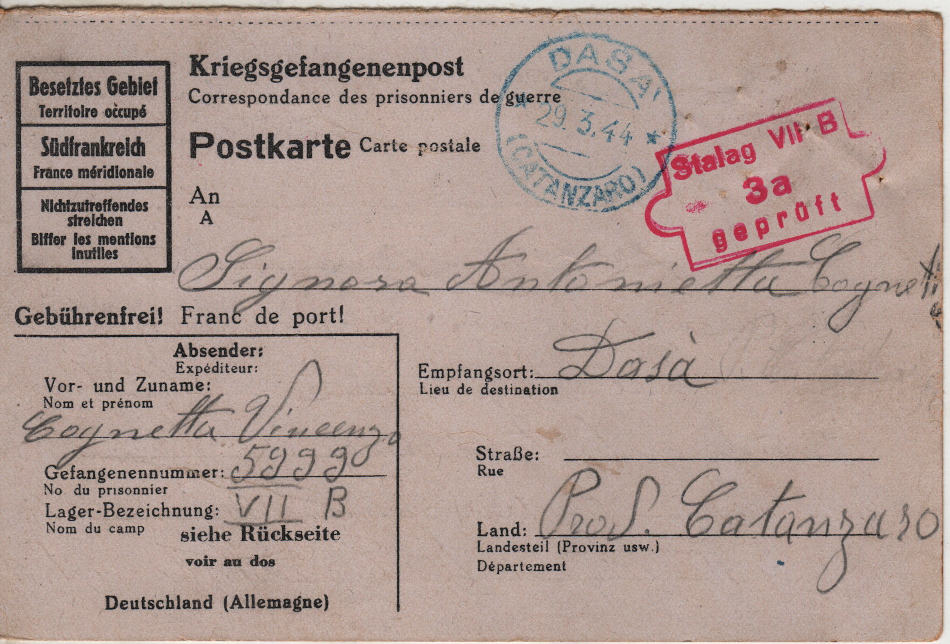 Besetztes Gebiet
Territoire occupé
Südfrankreich
France méridionale
Nichtzutreffendes
streichen
Biffer les mentions
inutiles
Kriegsgefangenenpost
Correspondance des prisonniers de guerre
Postkarte Carte postale
DASA'
29.3.44
(CATANZARO)
Stalag VII B
3a
geprüft
An
A
Signora Antonietta
Gebührenfrei! Franc de port!
Absender:
Expéditeur:
Vor- und Zuname:
Nom et prénom
Cognetta Vincenzo
Gefangenennummer: 5999
No du prisonnier
Lager-Bezeichnung: VII B
Nom du camp
siehe Rückseite
voir au dos
Deutschland (Allemagne)
Empfangsort: Dasà
Lieu de destination
Straße:
Rue
Land: Prov. Catanzaro
Landesteil (Provinz usw.)
Département